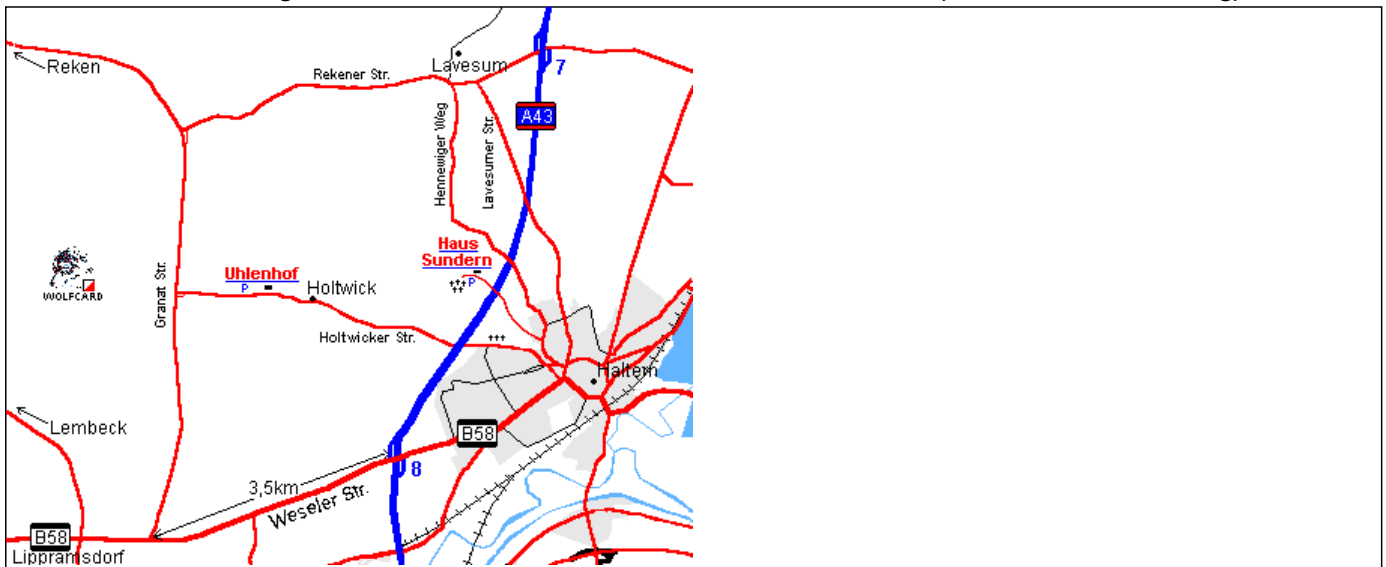 Reken
Lavesum
7
Rekener Str.
A43
Hennewiger Weg
Lavesumer Str.
Haus
Sundern
P
Uhlenhof
P
Holtwick
WOLFCARD
Granat Str.
Holtwicker Str.
Haltern
Lembeck
B58
8
3,5km
Weseler Str.
B58
Lippramsdorf